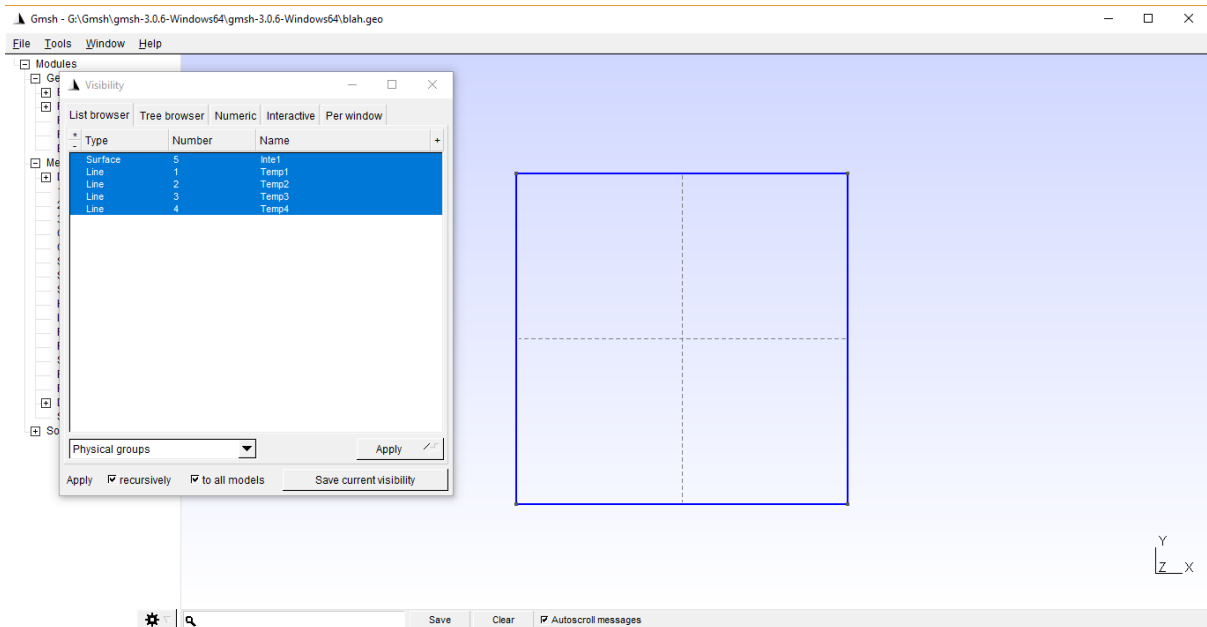 Gmsh - G:\Gmsh\gmsh-3.0.6-Windows64\gmsh-3.0.6-Windows64\blah.geo
File Tools Window Help
Modules
Visibility
List browser Tree browser Numeric Interactive Per window
* - Type Number Name +
Surface 5 Inte1
Line 1 Temp1
Line 2 Temp2
Line 3 Temp3
Line 4 Temp4
Physical groups Apply
Apply recursively to all models Save current visibility
Y
Z X
Save Clear Autoscroll messages